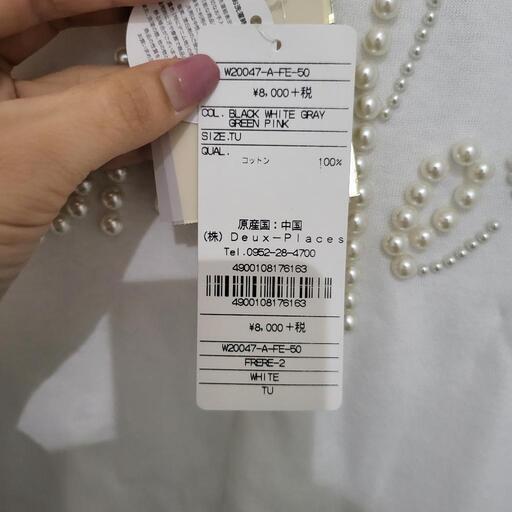 W20047-A-FE-50
¥8,000+税
COL. BLACK WHITE GRAY
GREEN PINK
SIZE.TU
QUAL.
コットン 100%
原産国：中国
(株) Deux-Places
Tel.0952-28-4700
4900108176163
4900108176163
¥8,000+税
W20047-A-FE-50
FRERE-2
WHITE
TU